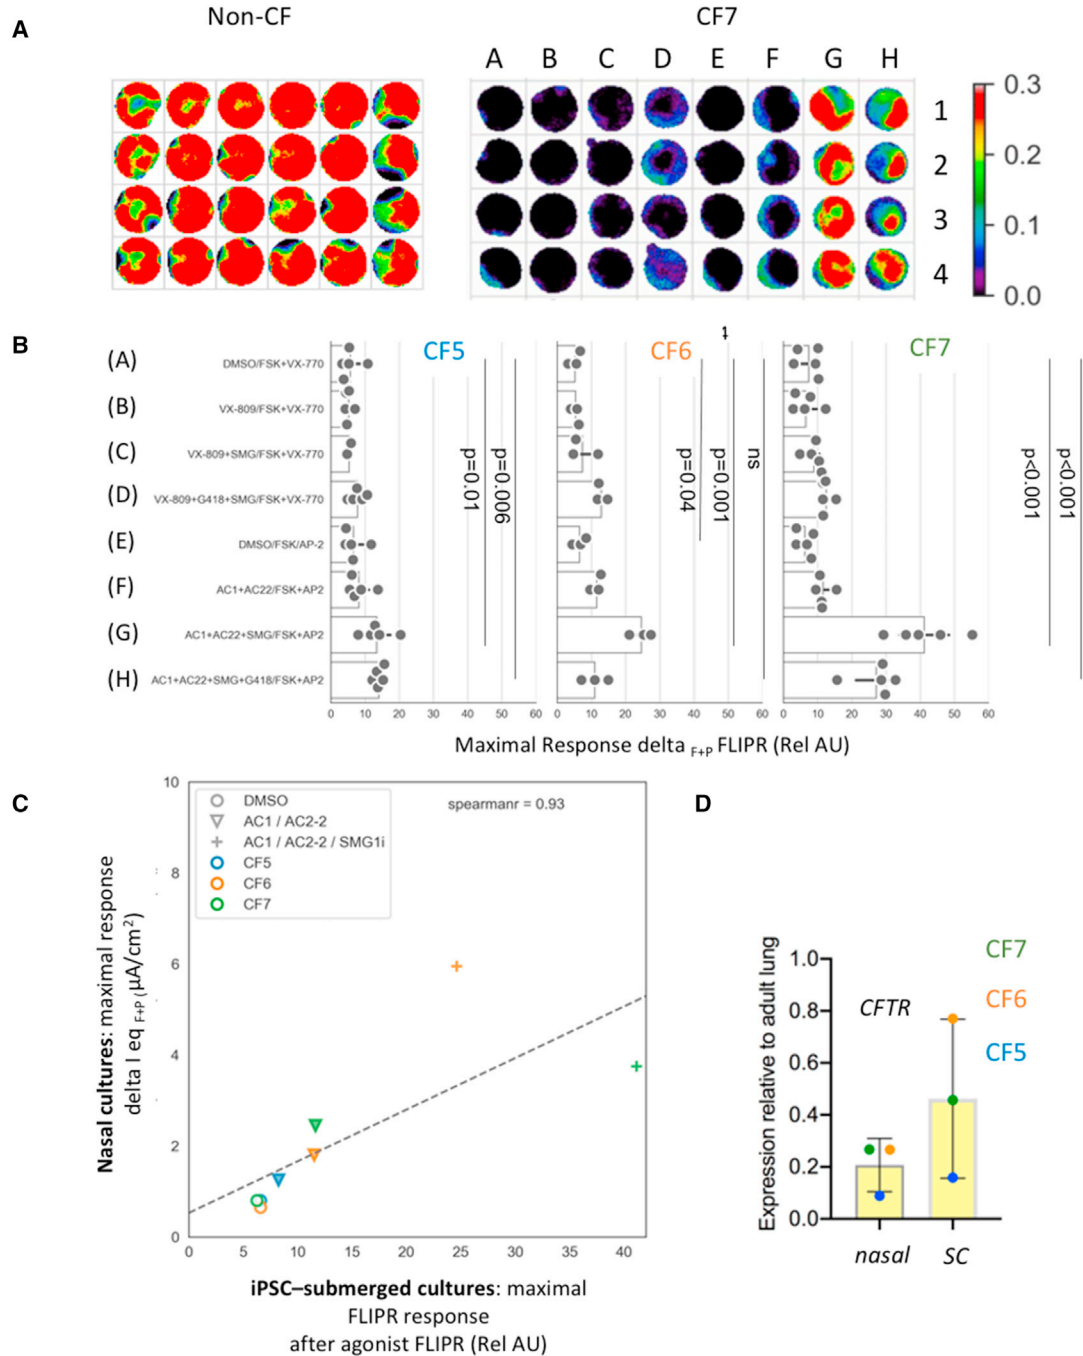 A
Non-CF
CF7
A B C D E F G H
1
2
3
4
0.3
0.2
0.1
0.0
B
CF5
CF6
CF7
(A) DMSO/FSK+VX-770
(B) VX-809/FSK+VX-770
(C) VX-809+SMG/FSK+VX-770
(D) VX-809+G418+SMG/FSK+VX-770
(E) DMSO/FSK/AP-2
(F) AC1+AC22/FSK+AP2
(G) AC1+AC22+SMG/FSK+AP2
(H) AC1+AC22+SMG+G418/FSK+AP2
p=0.01
p=0.006
p=0.04
p=0.001
ns
p<0.001
p<0.001
0 10 20 30 40 50 60
0 10 20 30 40 50 60
0 10 20 30 40 50 60
Maximal Response delta F+P FLIPR (Rel AU)
C
spearmanr = 0.93
DMSO
AC1 / AC2-2
AC1 / AC2-2 / SMG1i
CF5
CF6
CF7
10
8
6
4
2
0
0 5 10 15 20 25 30 35 40
Nasal cultures: maximal response
delta I eq F+P (µA/cm²)
iPSC–submerged cultures: maximal
FLIPR response
after agonist FLIPR (Rel AU)
D
CF7
CF6
CF5
CFTR
Expression relative to adult lung
1.0
0.8
0.6
0.4
0.2
0.0
nasal SC